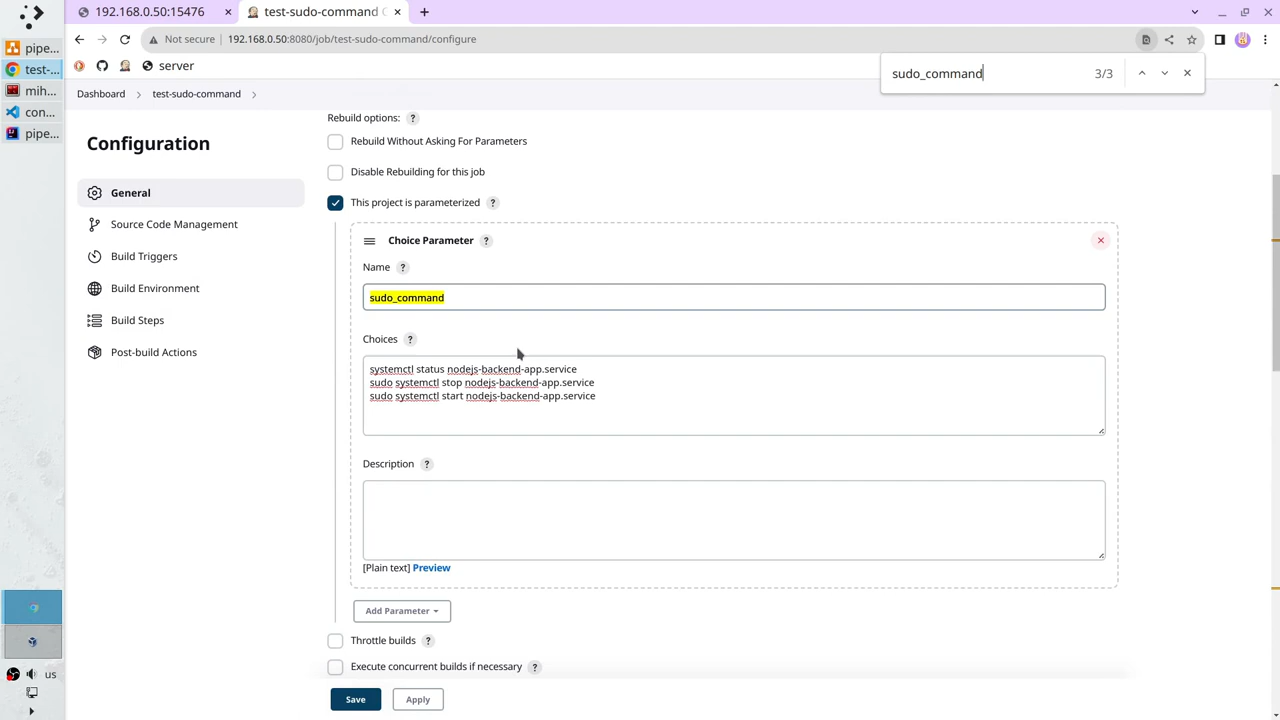 192.168.0.50:15476
test-sudo-command C
Not secure
192.168.0.50:8080/job/test-sudo-command/configure
server
sudo_command
3/3
pipe...
test-...
mih...
con...
pipe...
us
Dashboard
test-sudo-command
Configuration
General
Source Code Management
Build Triggers
Build Environment
Build Steps
Post-build Actions
Rebuild options: ?
Rebuild Without Asking For Parameters
Disable Rebuilding for this job
This project is parameterized ?
Choice Parameter ?
Name ?
sudo_command
Choices ?
systemctl status nodejs-backend-app.service
sudo systemctl stop nodejs-backend-app.service
sudo systemctl start nodejs-backend-app.service
Description ?
[Plain text] Preview
Add Parameter
Throttle builds ?
Execute concurrent builds if necessary ?
Save
Apply